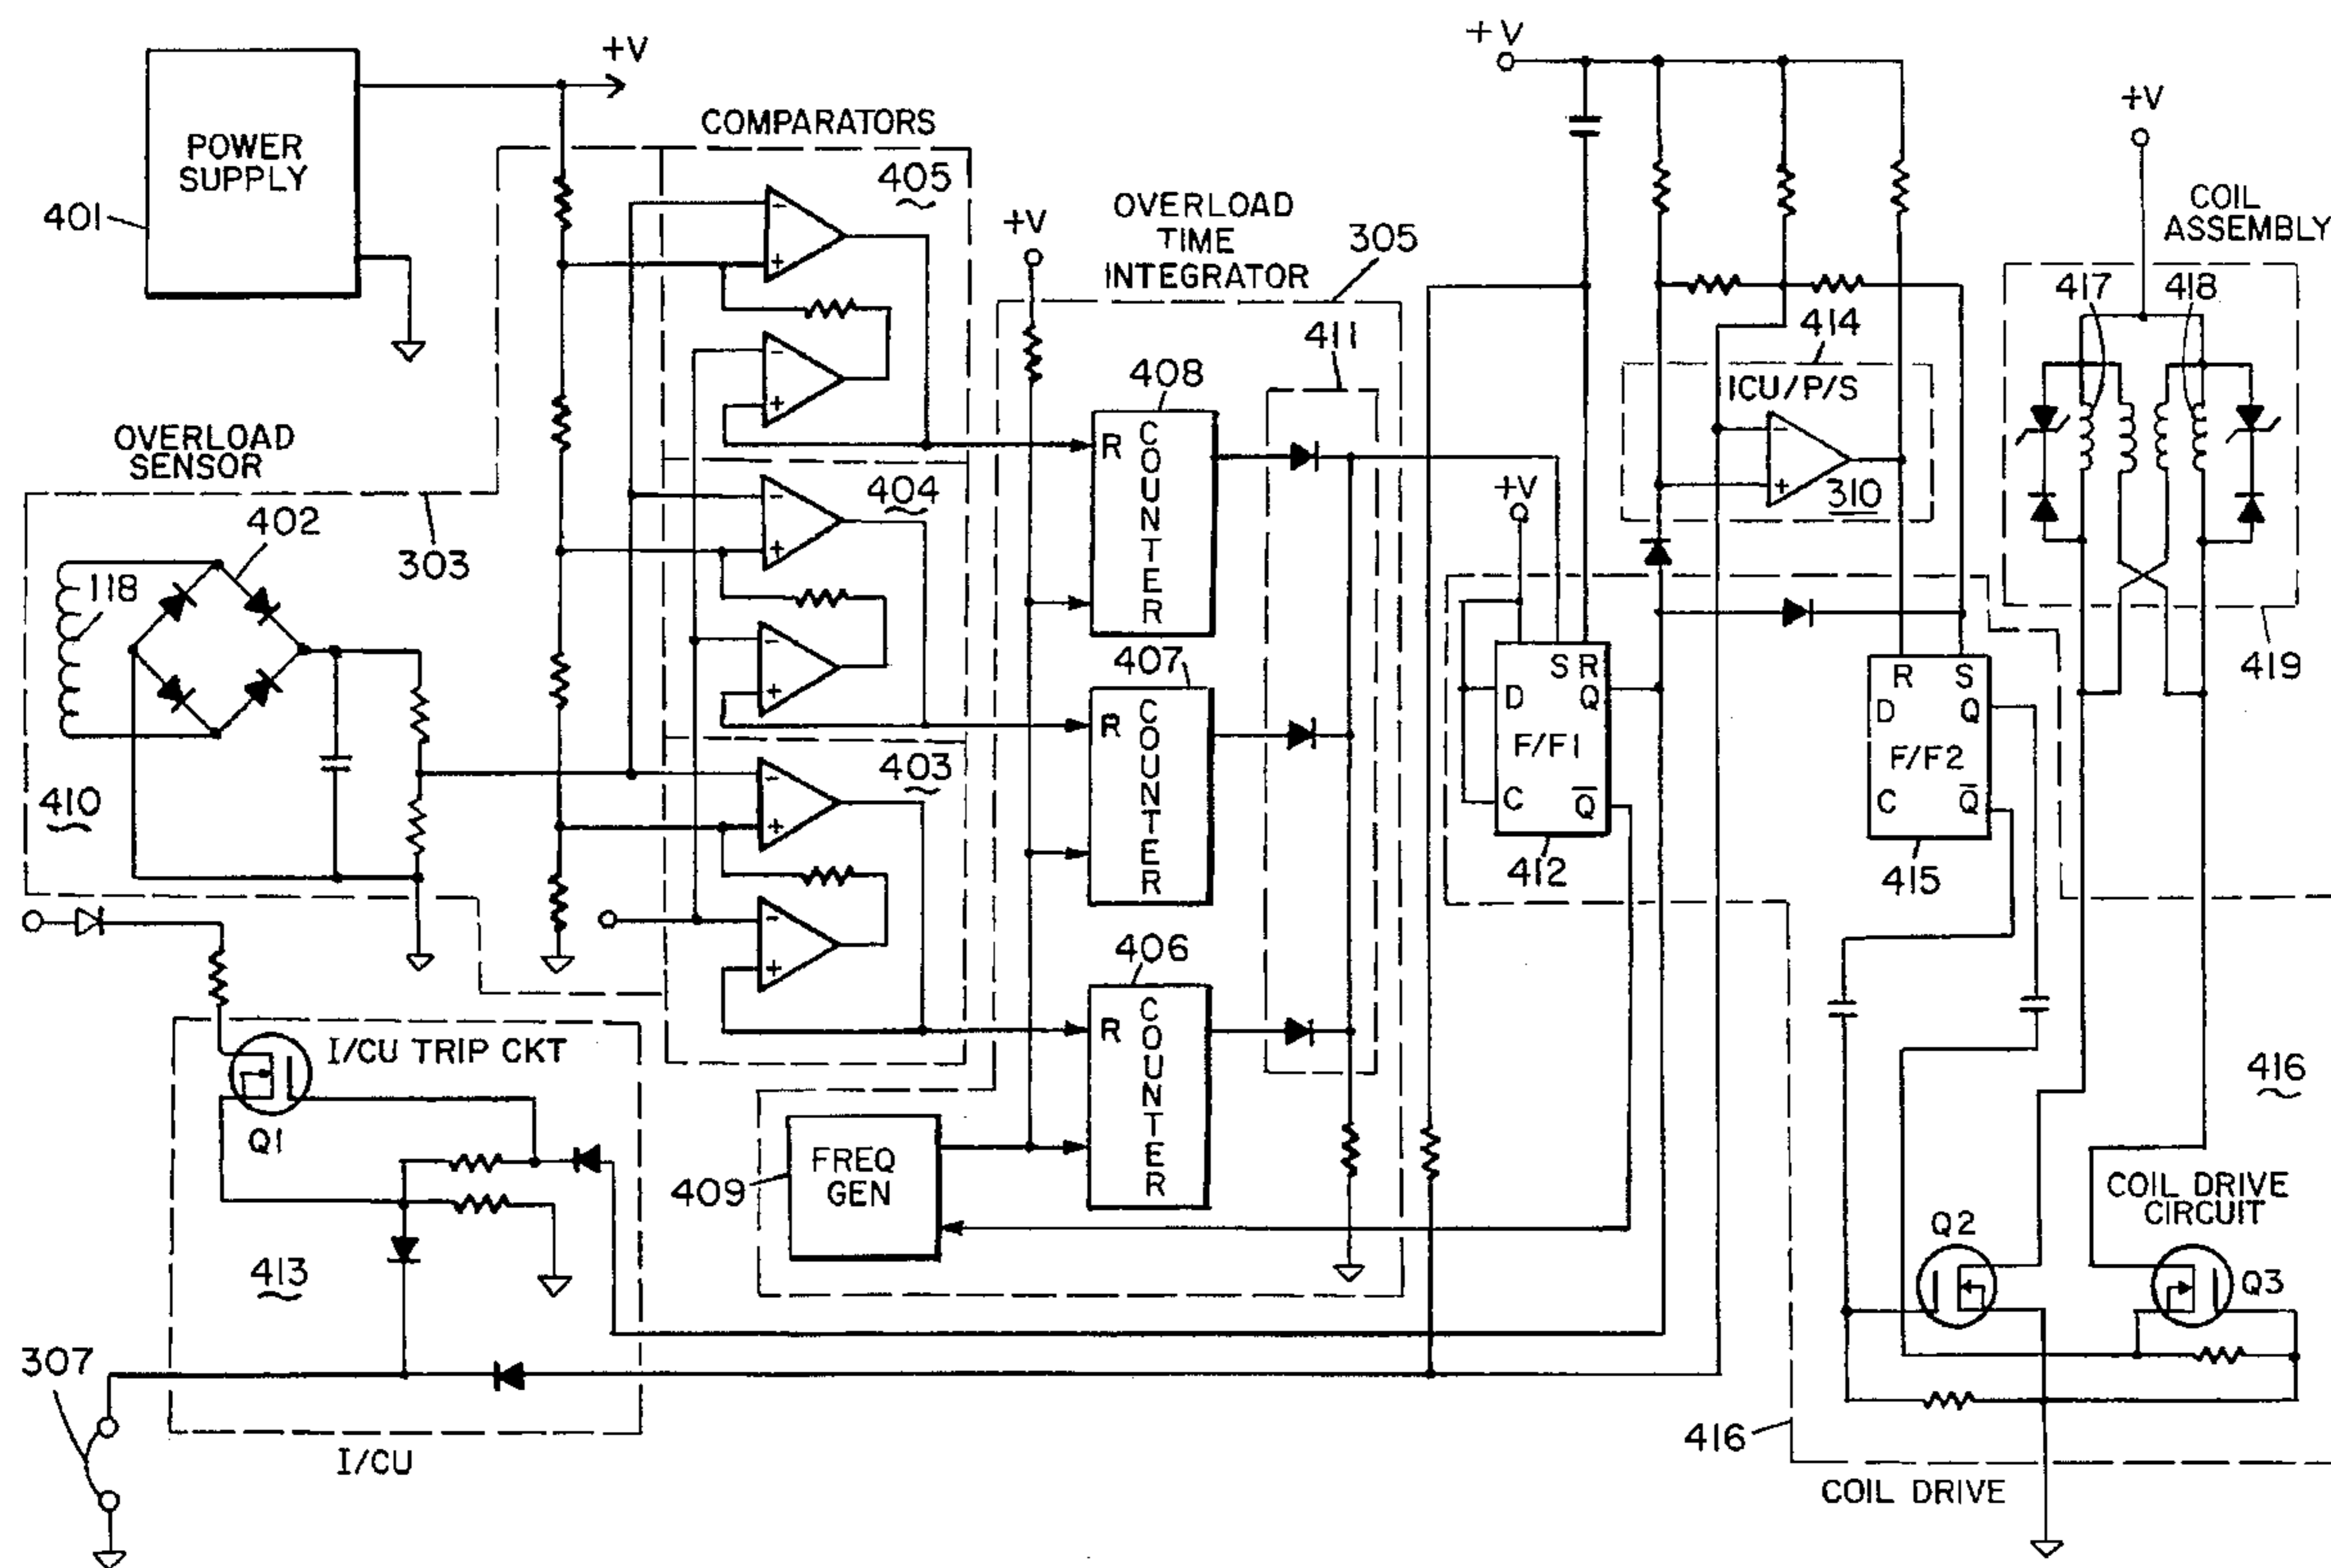 +V
POWER
SUPPLY
401
COMPARATORS
405
+V
OVERLOAD
TIME
INTEGRATOR
305
+V
+V
COIL
ASSEMBLY
417
418
411
414
ICU/P/S
408
R
COUNTER
OVERLOAD
SENSOR
402
303
404
310
+V
118
407
R
COUNTER
S R
D
Q
F/F1
C
Q̅
412
R S
D
Q
F/F2
C
Q̅
415
419
403
410
406
R
COUNTER
I/CU TRIP CKT
Q1
413
FREQ
GEN
409
416
COIL DRIVE
CIRCUIT
Q2
Q3
307
I/CU
416
COIL DRIVE
-
+
-
+
-
+
-
+
-
+
-
+
-
+